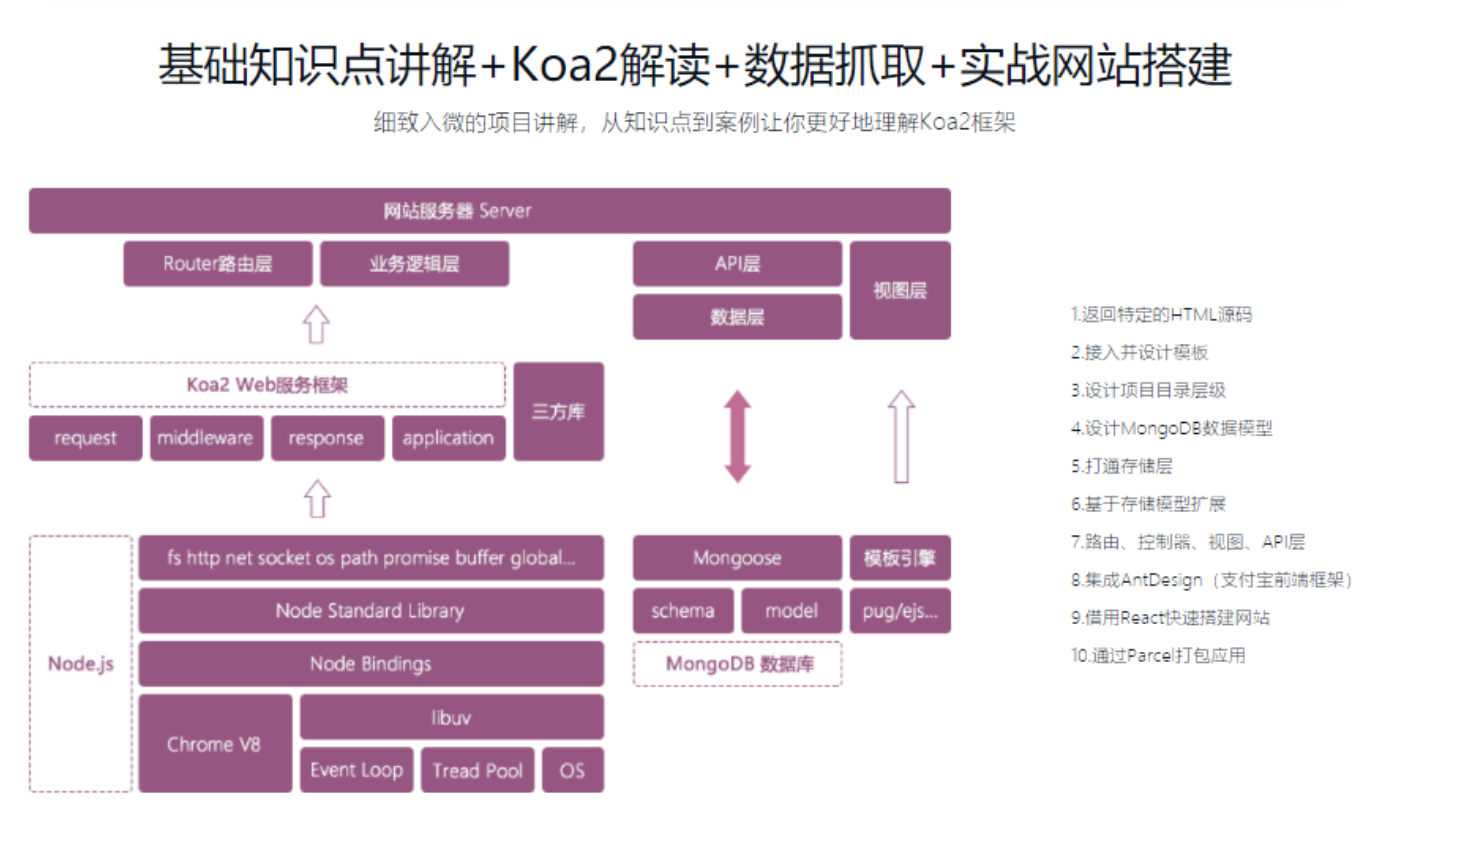 基础知识点讲解+Koa2解读+数据抓取+实战网站搭建
细致入微的项目讲解，从知识点到案例让你更好地理解Koa2框架
网站服务器 Server
Router路由层
业务逻辑层
API层
视图层
数据层
Koa2 Web服务框架
三方库
request
middleware
response
application
fs http net socket os path promise buffer global...
Node Standard Library
Node.js
Node Bindings
Chrome V8
libuv
Event Loop
Tread Pool
OS
Mongoose
模板引擎
schema
model
pug/ejs...
MongoDB 数据库
1.返回特定的HTML源码
2.接入并设计模板
3.设计项目目录层级
4.设计MongoDB数据模型
5.打通存储层
6.基于存储模型扩展
7.路由、控制器、视图、API层
8.集成AntDesign（支付宝前端框架）
9.借用React快速搭建网站
10.通过Parcel打包应用